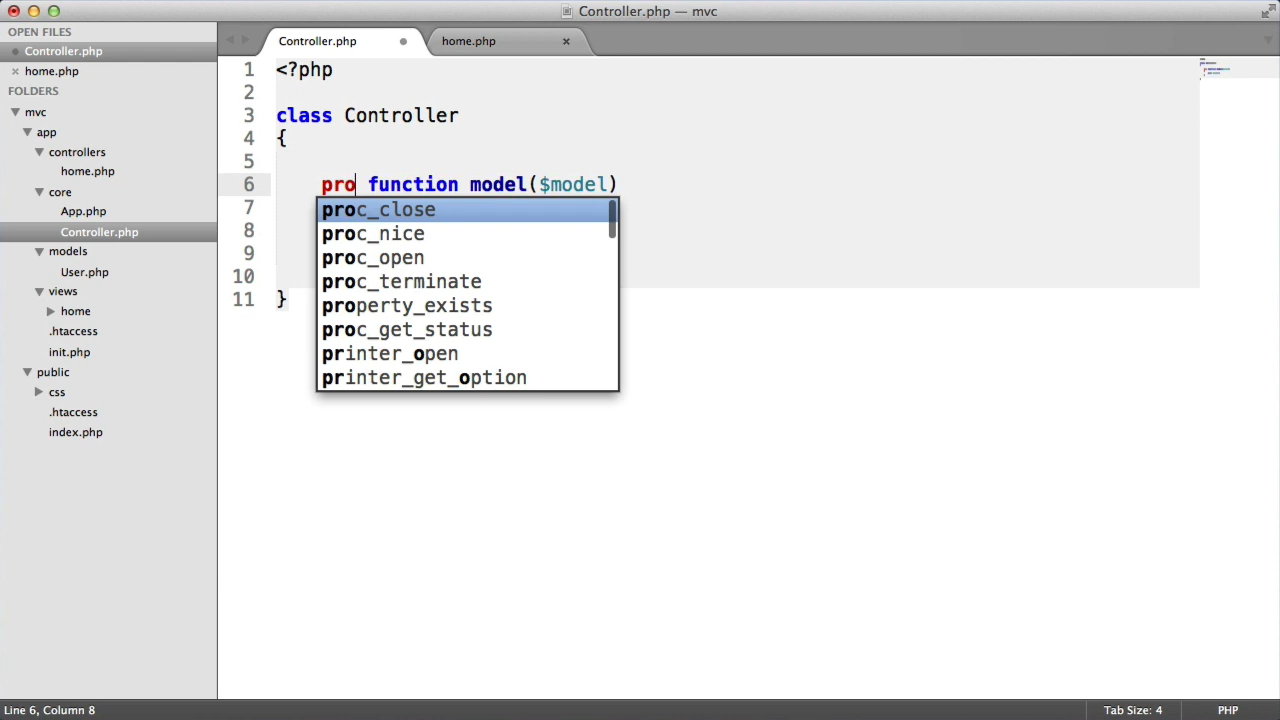 Controller.php — mvc
OPEN FILES
Controller.php
home.php
FOLDERS
mvc
app
controllers
home.php
core
App.php
Controller.php
models
User.php
views
home
.htaccess
init.php
public
css
.htaccess
index.php
Controller.php
home.php
1 <?php
2
3 class Controller
4 {
5
6 pro function model($model)
7
8
9
10
11 }
proc_close
proc_nice
proc_open
proc_terminate
property_exists
proc_get_status
printer_open
printer_get_option
Line 6, Column 8
Tab Size: 4
PHP